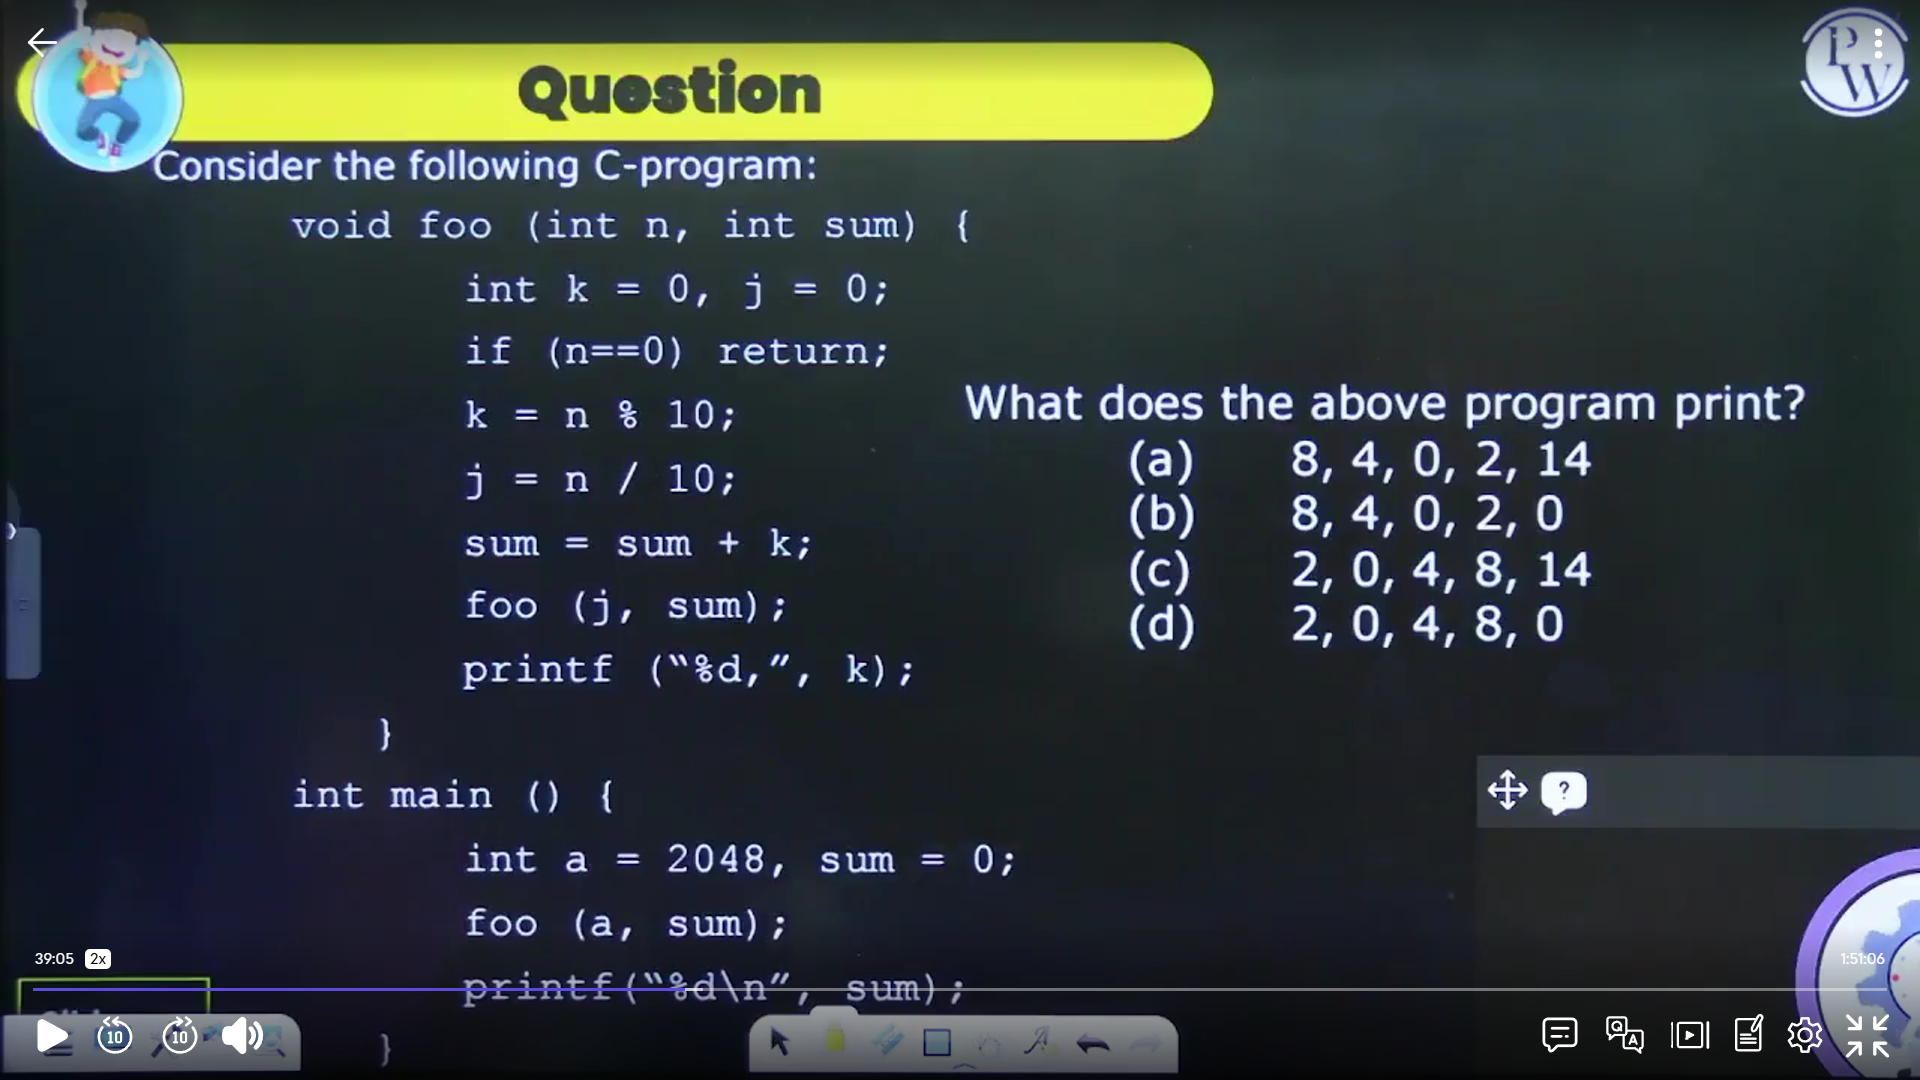 Question
PW
Consider the following C-program:
void foo (int n, int sum) {
int k = 0, j = 0;
if (n==0) return;
k = n % 10;
j = n / 10;
sum = sum + k;
foo (j, sum);
printf (“%d,”, k);
}
int main () {
int a = 2048, sum = 0;
foo (a, sum);
printf(“%d\n”, sum);
}
What does the above program print?
(a) 8, 4, 0, 2, 14
(b) 8, 4, 0, 2, 0
(c) 2, 0, 4, 8, 14
(d) 2, 0, 4, 8, 0
?
39:05 2x
1:51:06
10
10
Q A